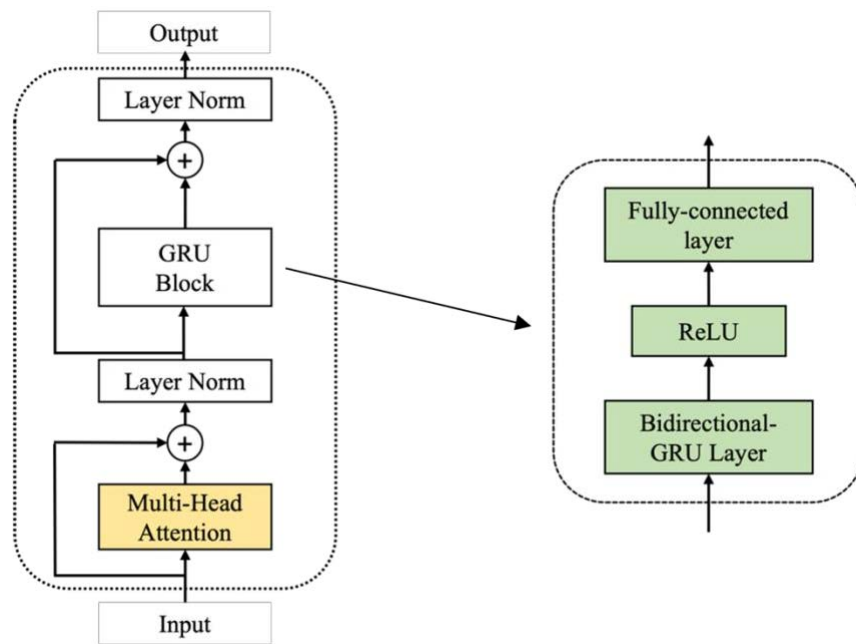 Output
Layer Norm
+
GRU
Block
Layer Norm
+
Multi-Head
Attention
Input
Fully-connected
layer
ReLU
Bidirectional-
GRU Layer